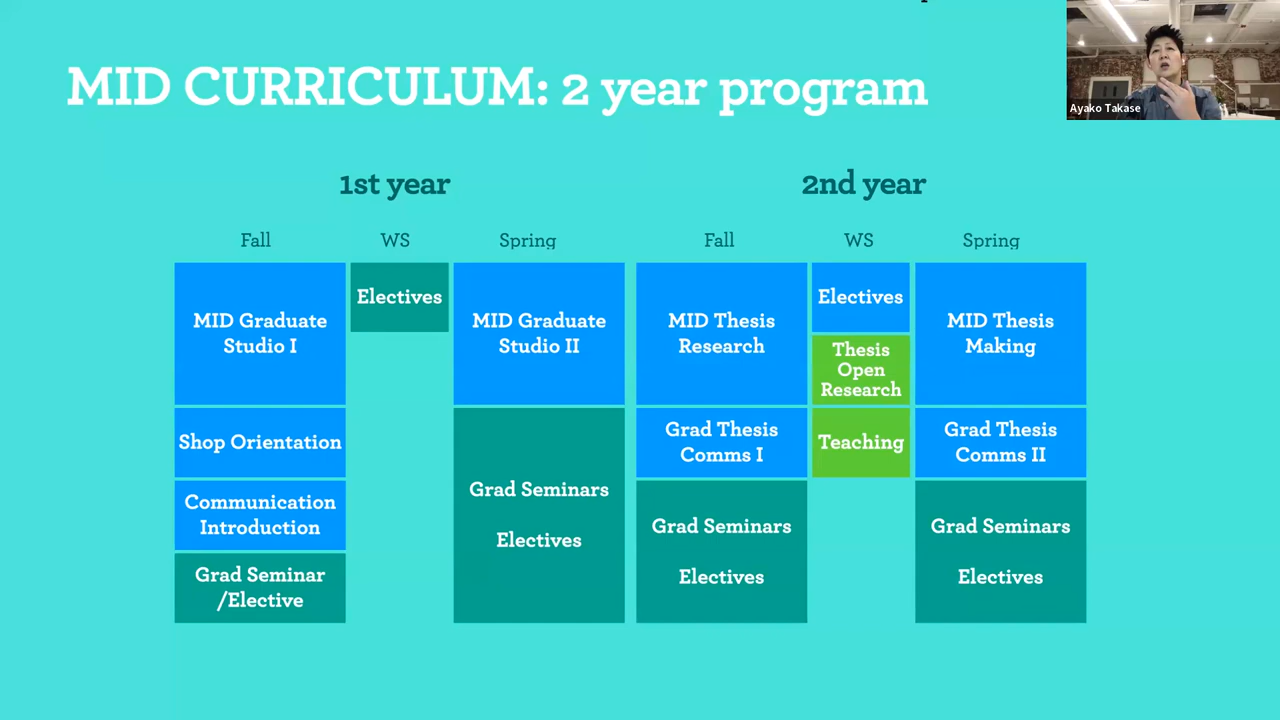 MID CURRICULUM: 2 year program
Ayako Takase
1st year
2nd year
Fall
WS
Spring
Fall
WS
Spring
MID Graduate
Studio I
Shop Orientation
Communication
Introduction
Grad Seminar
/Elective
Electives
MID Graduate
Studio II
Grad Seminars
Electives
MID Thesis
Research
Grad Thesis
Comms I
Grad Seminars
Electives
Electives
Thesis
Open
Research
Teaching
MID Thesis
Making
Grad Thesis
Comms II
Grad Seminars
Electives